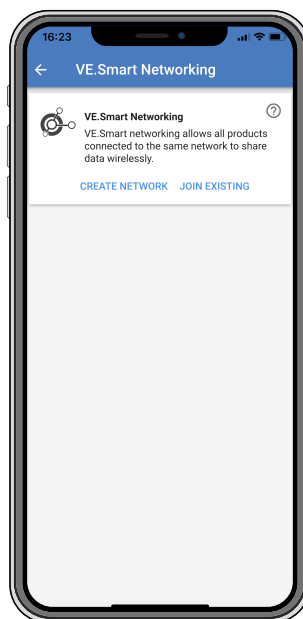 16:23
VE.Smart Networking
VE.Smart Networking
VE.Smart networking allows all products
connected to the same network to share
data wirelessly.
CREATE NETWORK JOIN EXISTING